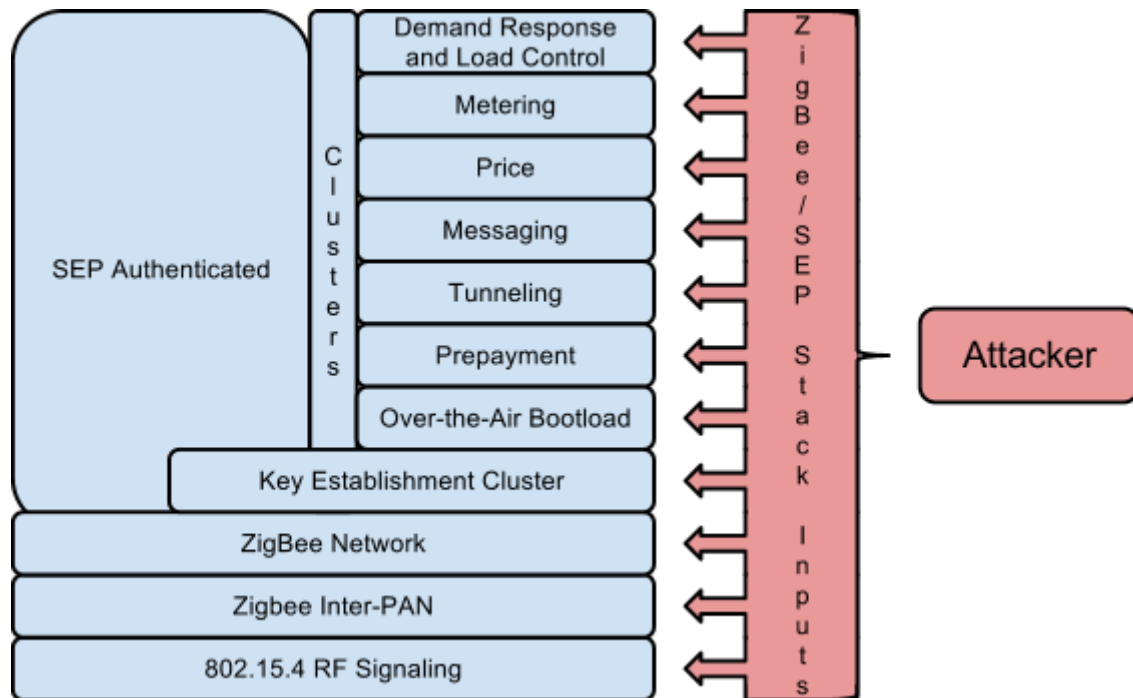 Demand Response
and Load Control
Metering
Price
Messaging
Tunneling
Prepayment
Over-the-Air Bootload
Clusters
SEP Authenticated
Key Establishment Cluster
ZigBee Network
Zigbee Inter-PAN
802.15.4 RF Signaling
ZigBee/SEP Stack Inputs
Attacker